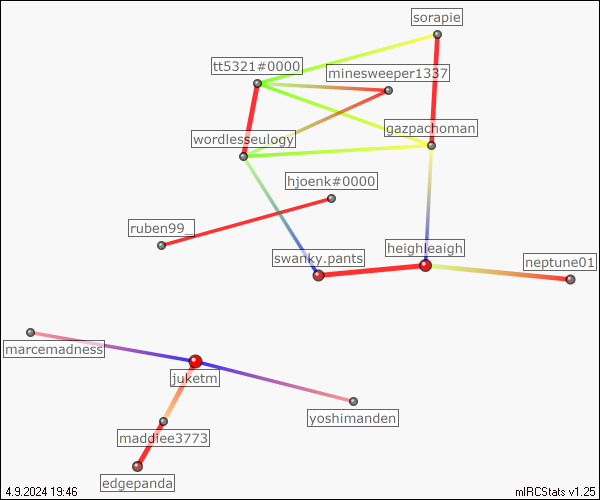 sorapie
tt5321#0000
minesweeper1337
gazpachoman
wordlesseulogy
hjoenk#0000
ruben99_
heighleaigh
swanky.pants
neptune01
marcemadness
juketm
yoshimanden
maddiee3773
edgepanda
4.9.2024 19:46
mIRCStats v1.25